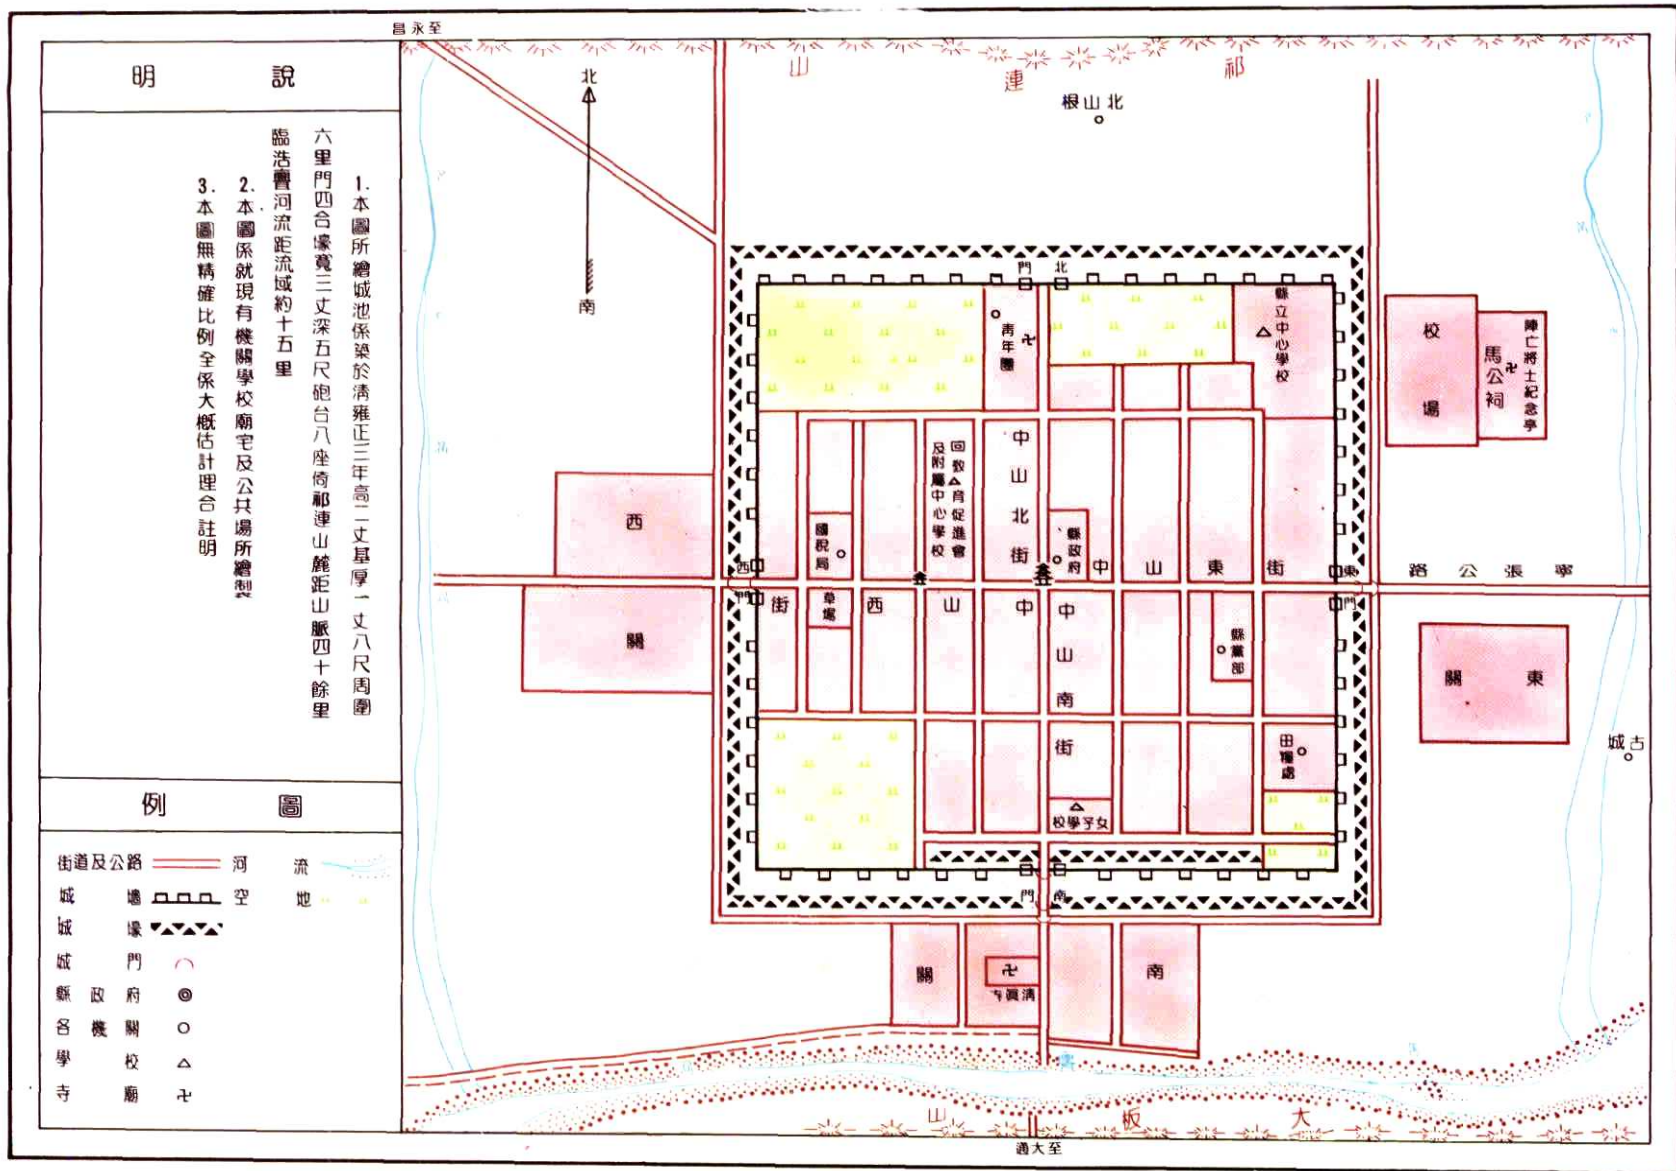 說明
1.本圖所繪城池係築於清雍正三年高二丈基厚一丈八尺周圍
六里門四合壕寬三丈深五尺砲台八座倚祁連山麓距山脈四十餘里
臨浩亹河流距流域約十五里
2.本圖係就現有機關學校廟宅及公共場所繪製
3.本圖無精確比例全係大概估計理合註明
圖例
街道及公路
河流
城墻
空地
城壕
城門
縣政府
各機關
學校
寺廟
至永昌
祁連山
北山根
北
南
北門
青年團
縣立中心學校
校場
馬公祠
陣亡將士紀念亭
中山北街
回教育促進會
及附屬中心學校
國稅局
縣政府
西關
西門
中山東街
東門
寧張公路
中山西街
草場
中山南街
縣黨部
東關
古城
田糧處
女子學校
南門
南關
清真寺
大板山
至大通